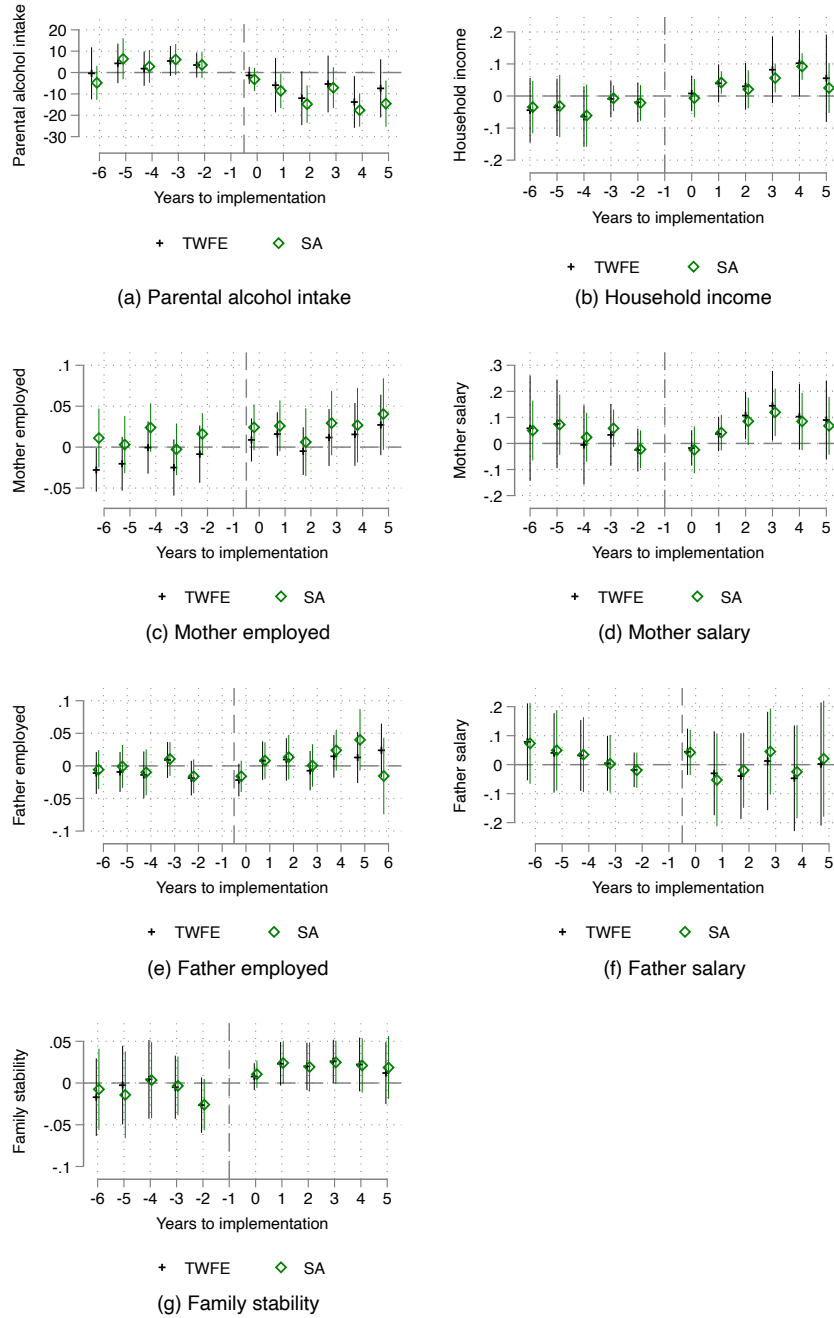 Parental alcohol intake
20
10
0
-10
-20
-30
-6 -5 -4 -3 -2 -1 0 1 2 3 4 5
Years to implementation
TWFE SA
(a) Parental alcohol intake
Household income
.2
.1
0
-.1
-.2
-6 -5 -4 -3 -2 -1 0 1 2 3 4 5
Years to implementation
TWFE SA
(b) Household income
Mother employed
.1
.05
0
-.05
-6 -5 -4 -3 -2 -1 0 1 2 3 4 5
Years to implementation
TWFE SA
(c) Mother employed
Mother salary
.3
.2
.1
0
-.1
-.2
-6 -5 -4 -3 -2 -1 0 1 2 3 4 5
Years to implementation
TWFE SA
(d) Mother salary
Father employed
.1
.05
0
-.05
-.1
-6 -5 -4 -3 -2 -1 0 1 2 3 4 5 6
Years to implementation
TWFE SA
(e) Father employed
Father salary
.2
.1
0
-.1
-.2
-6 -5 -4 -3 -2 -1 0 1 2 3 4 5
Years to implementation
TWFE SA
(f) Father salary
Family stability
.05
0
-.05
-.1
-6 -5 -4 -3 -2 -1 0 1 2 3 4 5
Years to implementation
TWFE SA
(g) Family stability